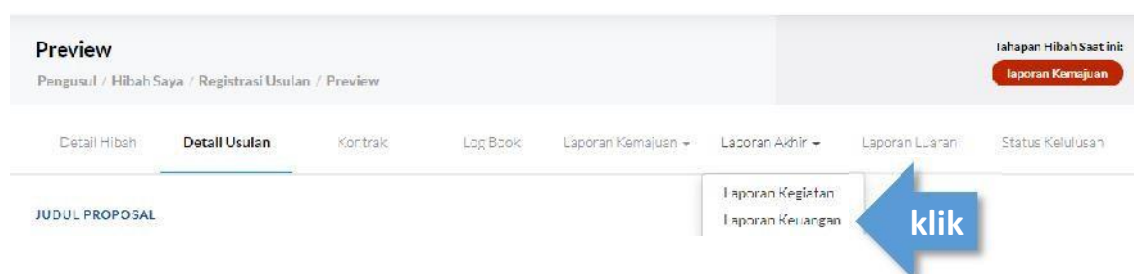 Preview
Tahapan Hibah Saat ini:
Pengusul / Hibah Saya / Registrasi Usulan / Preview
laporan Kemajuan
Detail Hibah Detail Usulan Kontrak Log Book Laporan Kemajuan Laporan Akhir Laporan Luaran Status Kelulusan
Laporan Kegiatan
JUDUL PROPOSAL
Laporan Keuangan
klik